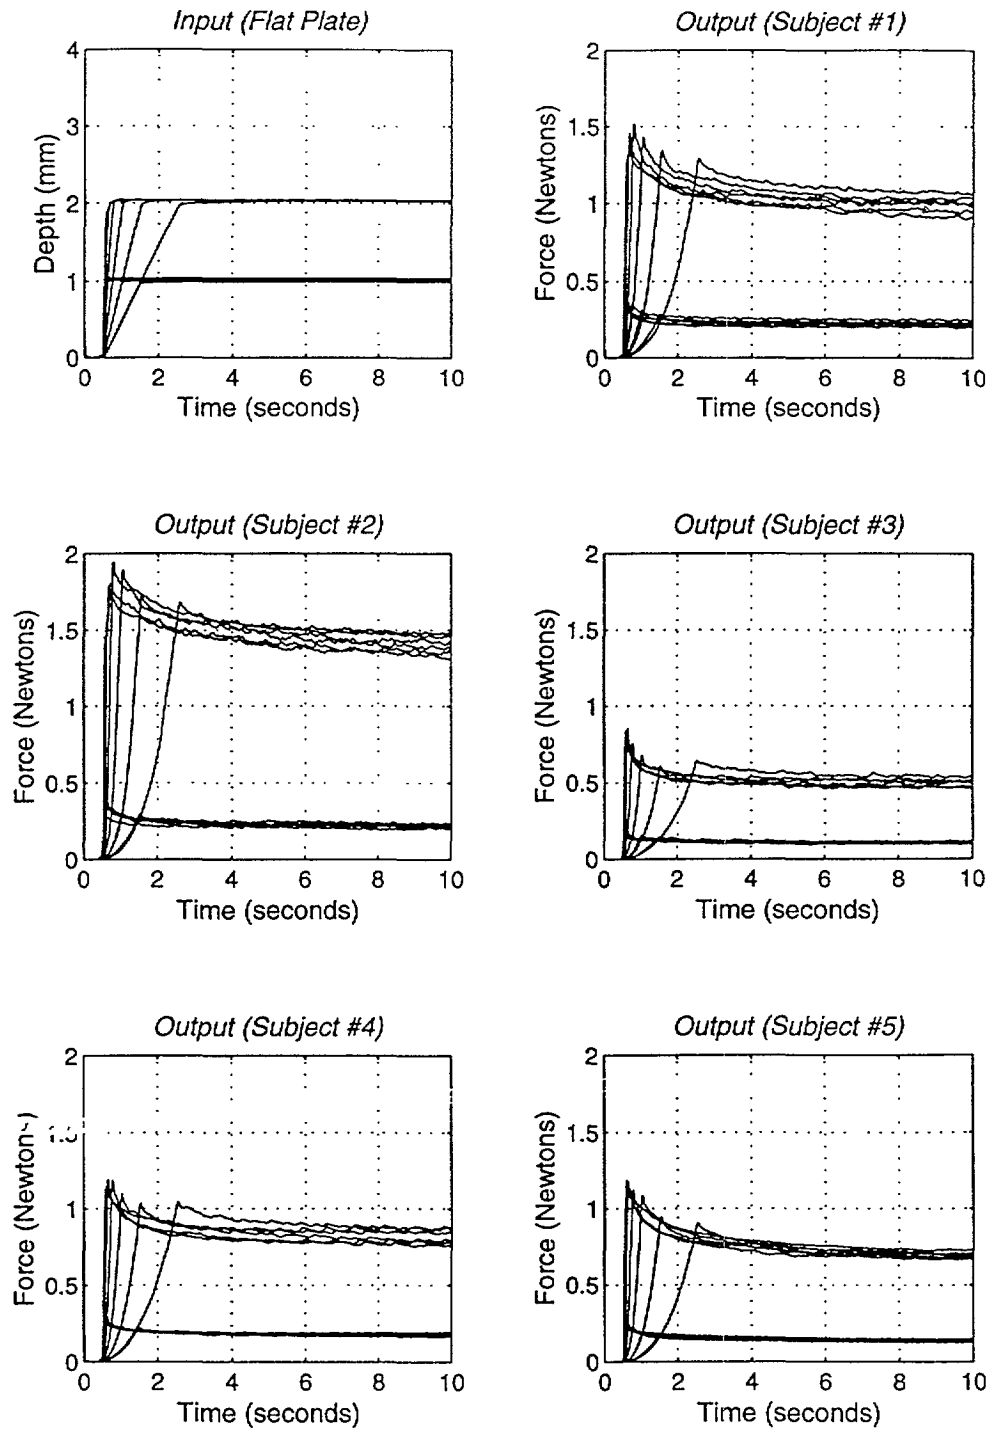 Input (Flat Plate)
4
3
2
1
0
Depth (mm)
0 2 4 6 8 10
Time (seconds)
Output (Subject #1)
2
1.5
1
0.5
0
Force (Newtons)
0 2 4 6 8 10
Time (seconds)
Output (Subject #2)
2
1.5
1
0.5
0
Force (Newtons)
0 2 4 6 8 10
Time (seconds)
Output (Subject #3)
2
1.5
1
0.5
0
Force (Newtons)
0 2 4 6 8 10
Time (seconds)
Output (Subject #4)
2
1.5
1
0.5
0
Force (Newtons)
0 2 4 6 8 10
Time (seconds)
Output (Subject #5)
2
1.5
1
0.5
0
Force (Newtons)
0 2 4 6 8 10
Time (seconds)